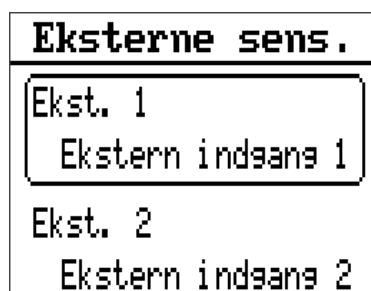 Eksterne sens.
Ekst. 1
Ekstern indgang 1
Ekst. 2
Ekstern indgang 2